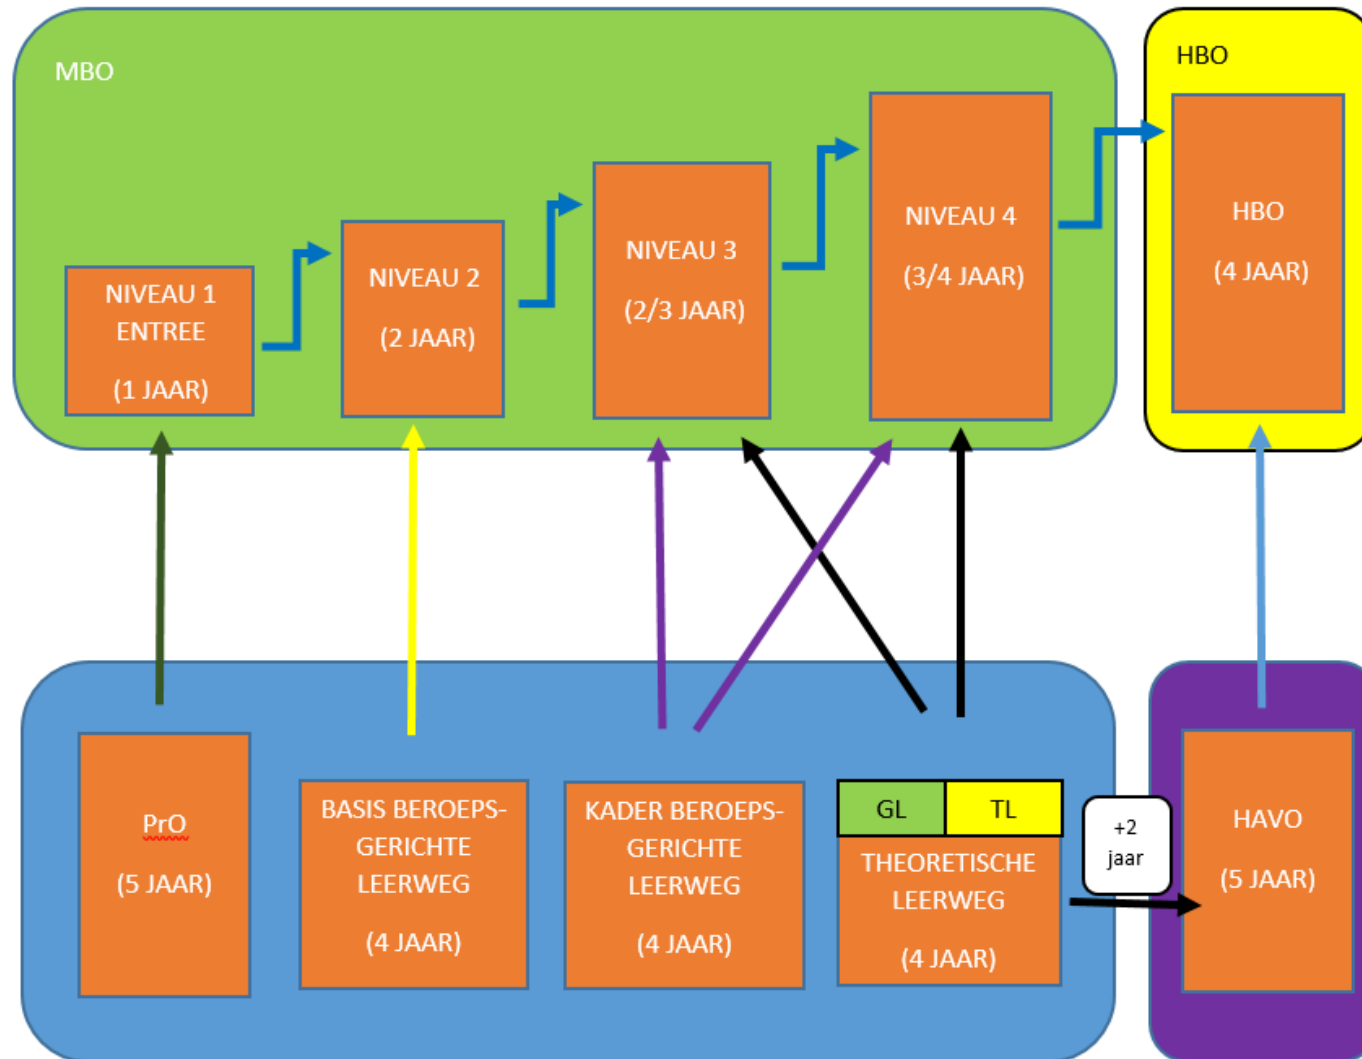 MBO
NIVEAU 1
ENTREE
(1 JAAR)
NIVEAU 2
(2 JAAR)
NIVEAU 3
(2/3 JAAR)
NIVEAU 4
(3/4 JAAR)
HBO
HBO
(4 JAAR)
PrO
(5 JAAR)
BASIS BEROEPS-
GERICHTE
LEERWEG
(4 JAAR)
KADER BEROEPS-
GERICHTE
LEERWEG
(4 JAAR)
GL
TL
THEORETISCHE
LEERWEG
(4 JAAR)
+2
jaar
HAVO
(5 JAAR)